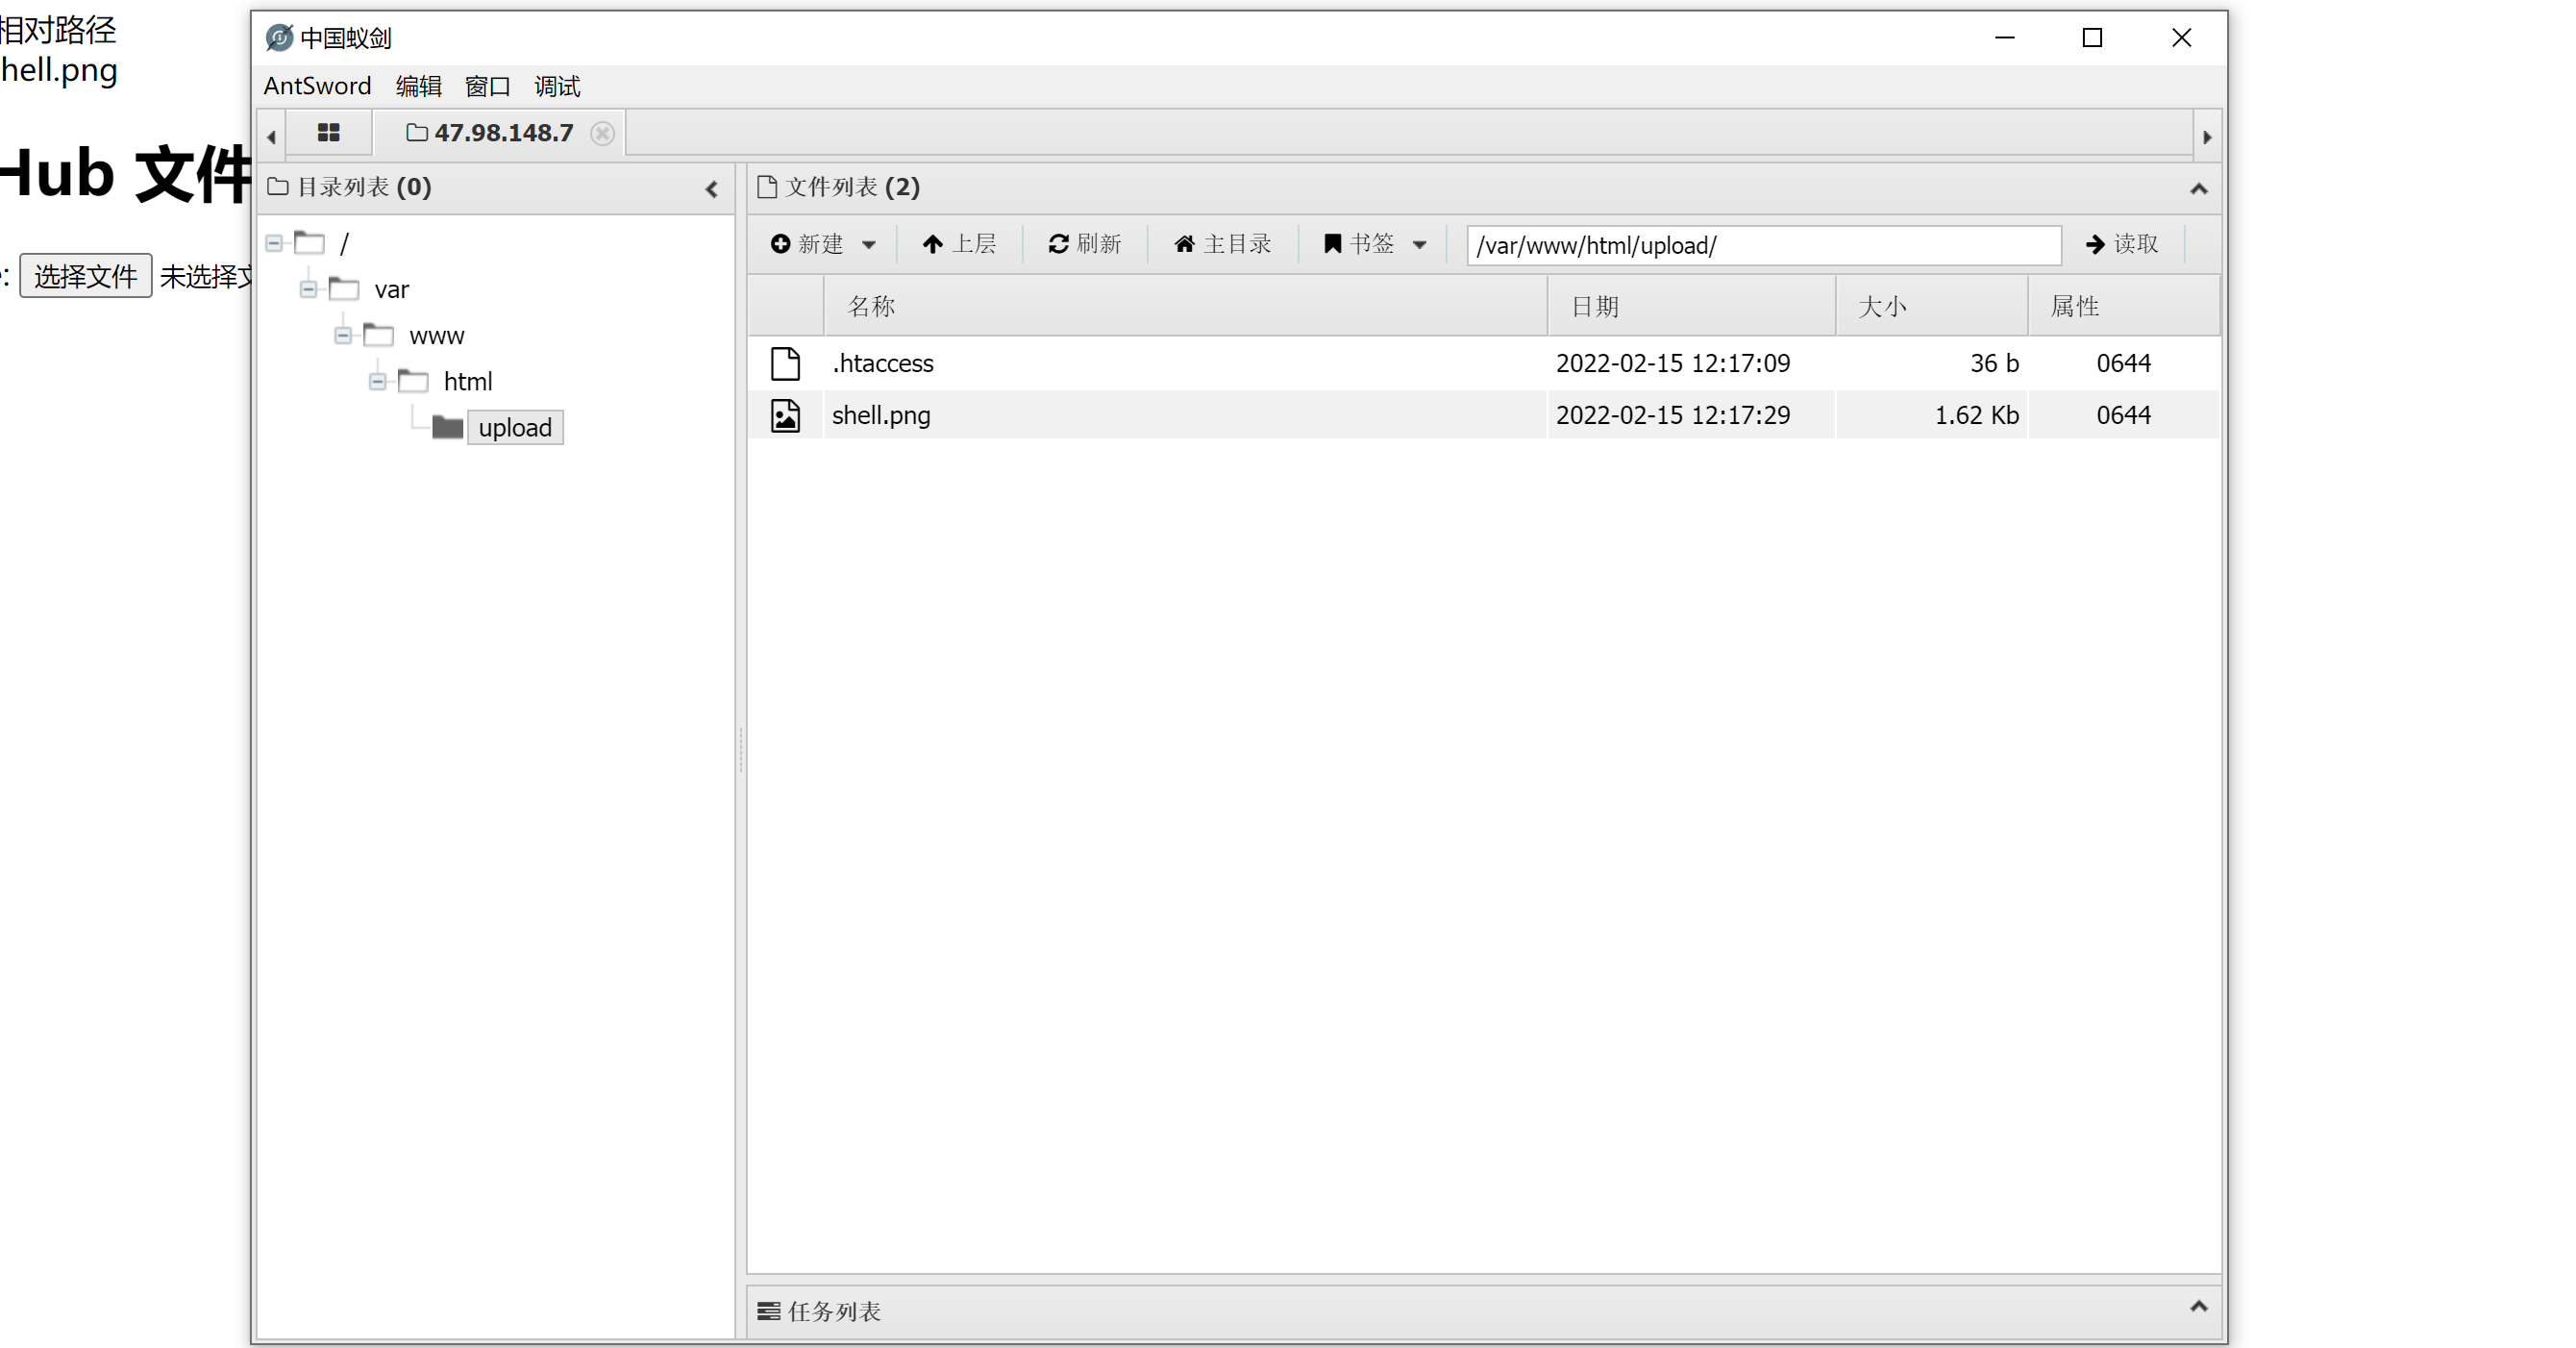 相对路径
hell.png
Hub 文件
: 选择文件 未选择文
中国蚁剑
AntSword 编辑 窗口 调试
47.98.148.7
目录列表 (0)
/
var
www
html
upload
文件列表 (2)
新建 上层 刷新 主目录 书签 /var/www/html/upload/ 读取
名称 日期 大小 属性
.htaccess 2022-02-15 12:17:09 36 b 0644
shell.png 2022-02-15 12:17:29 1.62 Kb 0644
任务列表